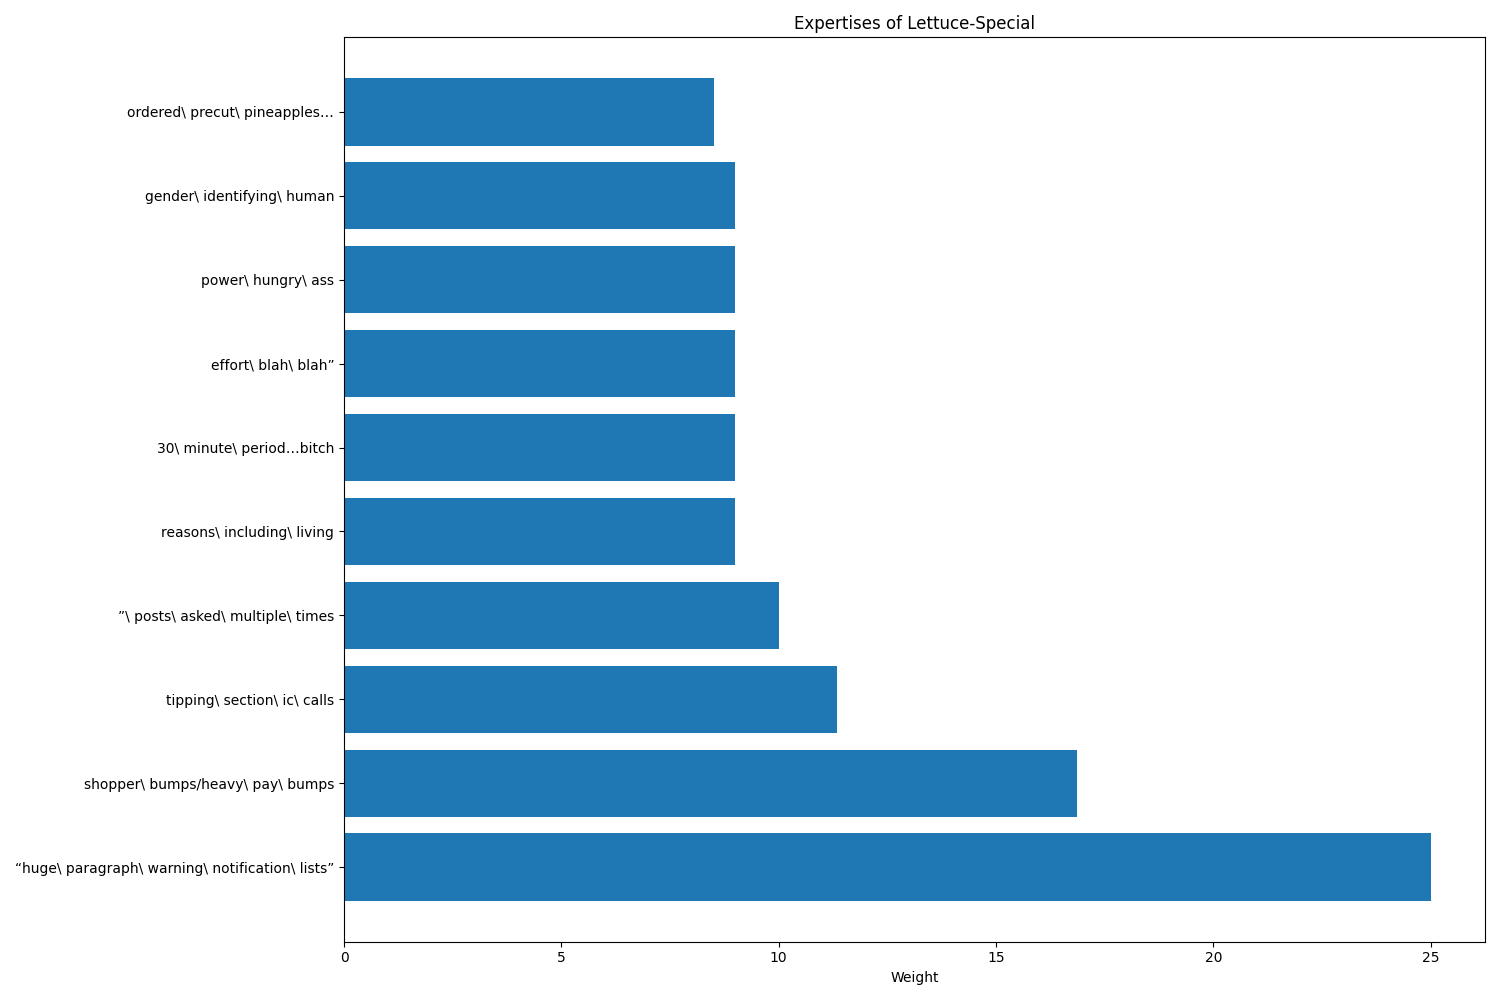 Expertises of Lettuce-Special
ordered\ precut\ pineapples…
gender\ identifying\ human
power\ hungry\ ass
effort\ blah\ blah”
30\ minute\ period…bitch
reasons\ including\ living
”\ posts\ asked\ multiple\ times
tipping\ section\ ic\ calls
shopper\ bumps/heavy\ pay\ bumps
“huge\ paragraph\ warning\ notification\ lists”
0 5 10 15 20 25
Weight